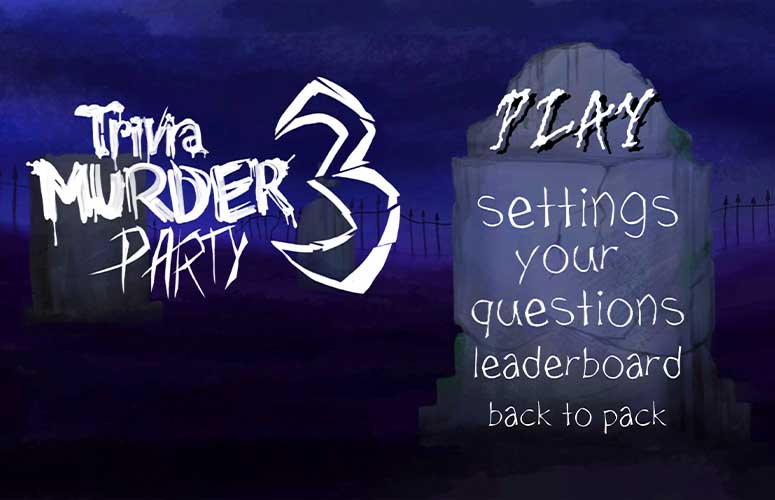 Trivia
MURDER
PARTY
3
PLAY
settings
your
questions
leaderboard
back to pack